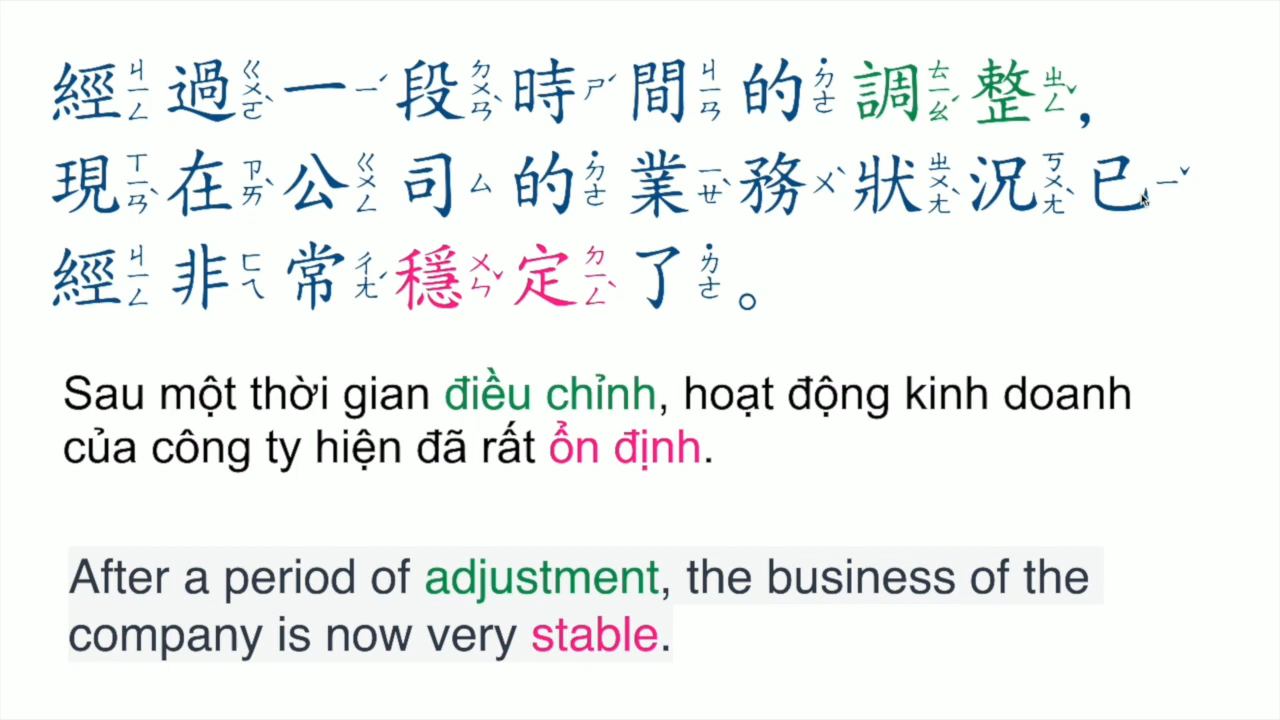 經過一段時間的調整，
現在公司的業務狀況已
經非常穩定了。
Sau một thời gian điều chỉnh, hoạt động kinh doanh
của công ty hiện đã rất ổn định.
After a period of adjustment, the business of the
company is now very stable.